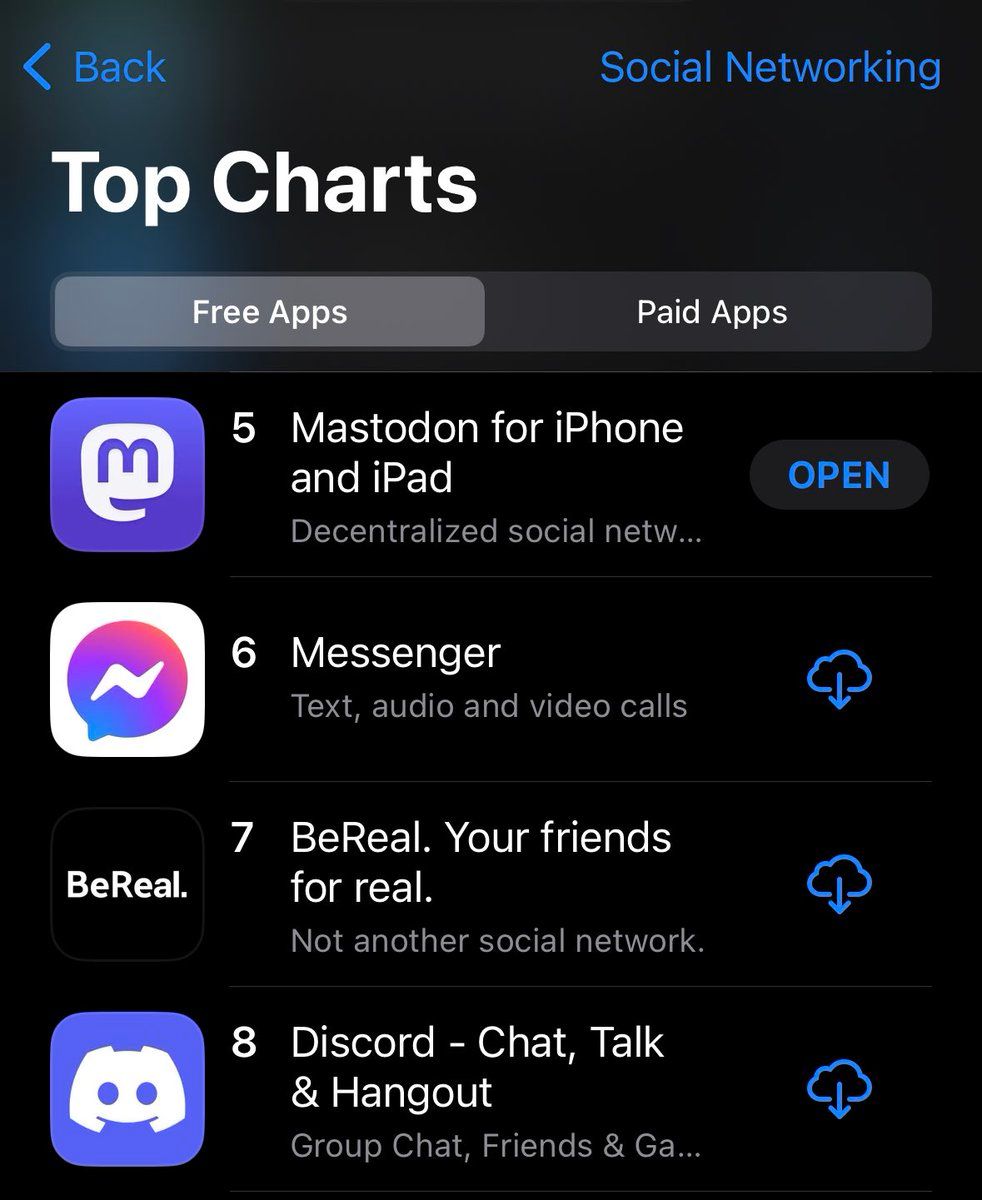 Back
Social Networking
Top Charts
Free Apps
Paid Apps
5 Mastodon for iPhone
and iPad
Decentralized social netw...
OPEN
6 Messenger
Text, audio and video calls
BeReal.
7 BeReal. Your friends
for real.
Not another social network.
8 Discord - Chat, Talk
& Hangout
Group Chat, Friends & Ga...